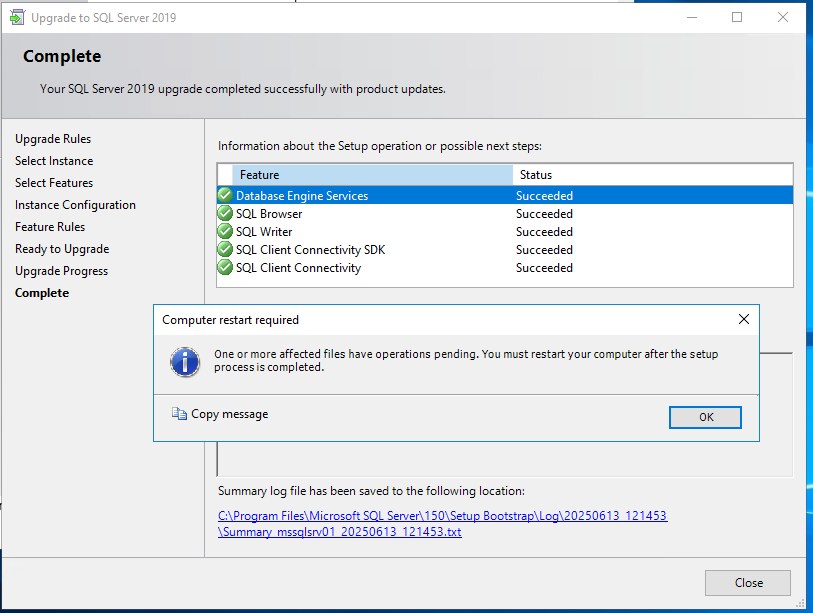 Upgrade to SQL Server 2019
Complete
Your SQL Server 2019 upgrade completed successfully with product updates.
Upgrade Rules
Select Instance
Select Features
Instance Configuration
Feature Rules
Ready to Upgrade
Upgrade Progress
Complete
Information about the Setup operation or possible next steps:
Feature Status
Database Engine Services Succeeded
SQL Browser Succeeded
SQL Writer Succeeded
SQL Client Connectivity SDK Succeeded
SQL Client Connectivity Succeeded
Computer restart required
One or more affected files have operations pending. You must restart your computer after the setup
process is completed.
Copy message
OK
Summary log file has been saved to the following location:
C:\Program Files\Microsoft SQL Server\150\Setup Bootstrap\Log\20250613_121453
\Summary_mssqlsrv01_20250613_121453.txt
Close